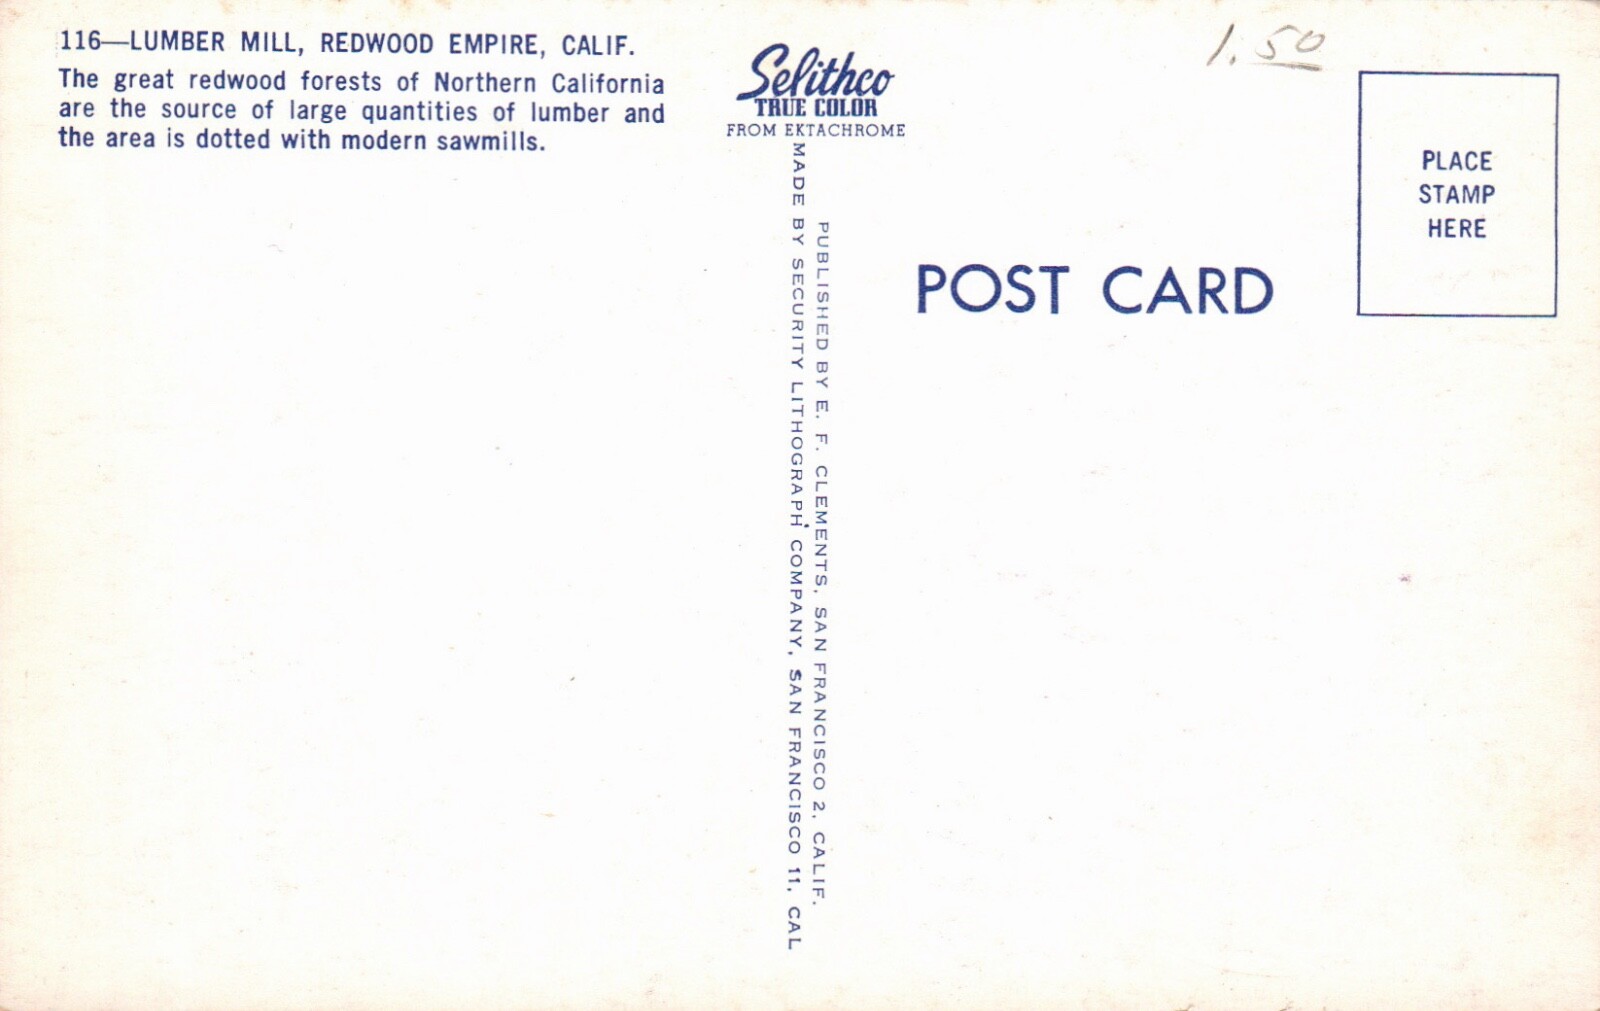 116—LUMBER MILL, REDWOOD EMPIRE, CALIF.
The great redwood forests of Northern California
are the source of large quantities of lumber and
the area is dotted with modern sawmills.
Selithco
TRUE COLOR
FROM EKTACHROME
MADE BY SECURITY LITHOGRAPH COMPANY, SAN FRANCISCO 11, CAL
PUBLISHED BY E. F. CLEMENTS, SAN FRANCISCO 2, CALIF.
1.50
POST CARD
PLACE
STAMP
HERE